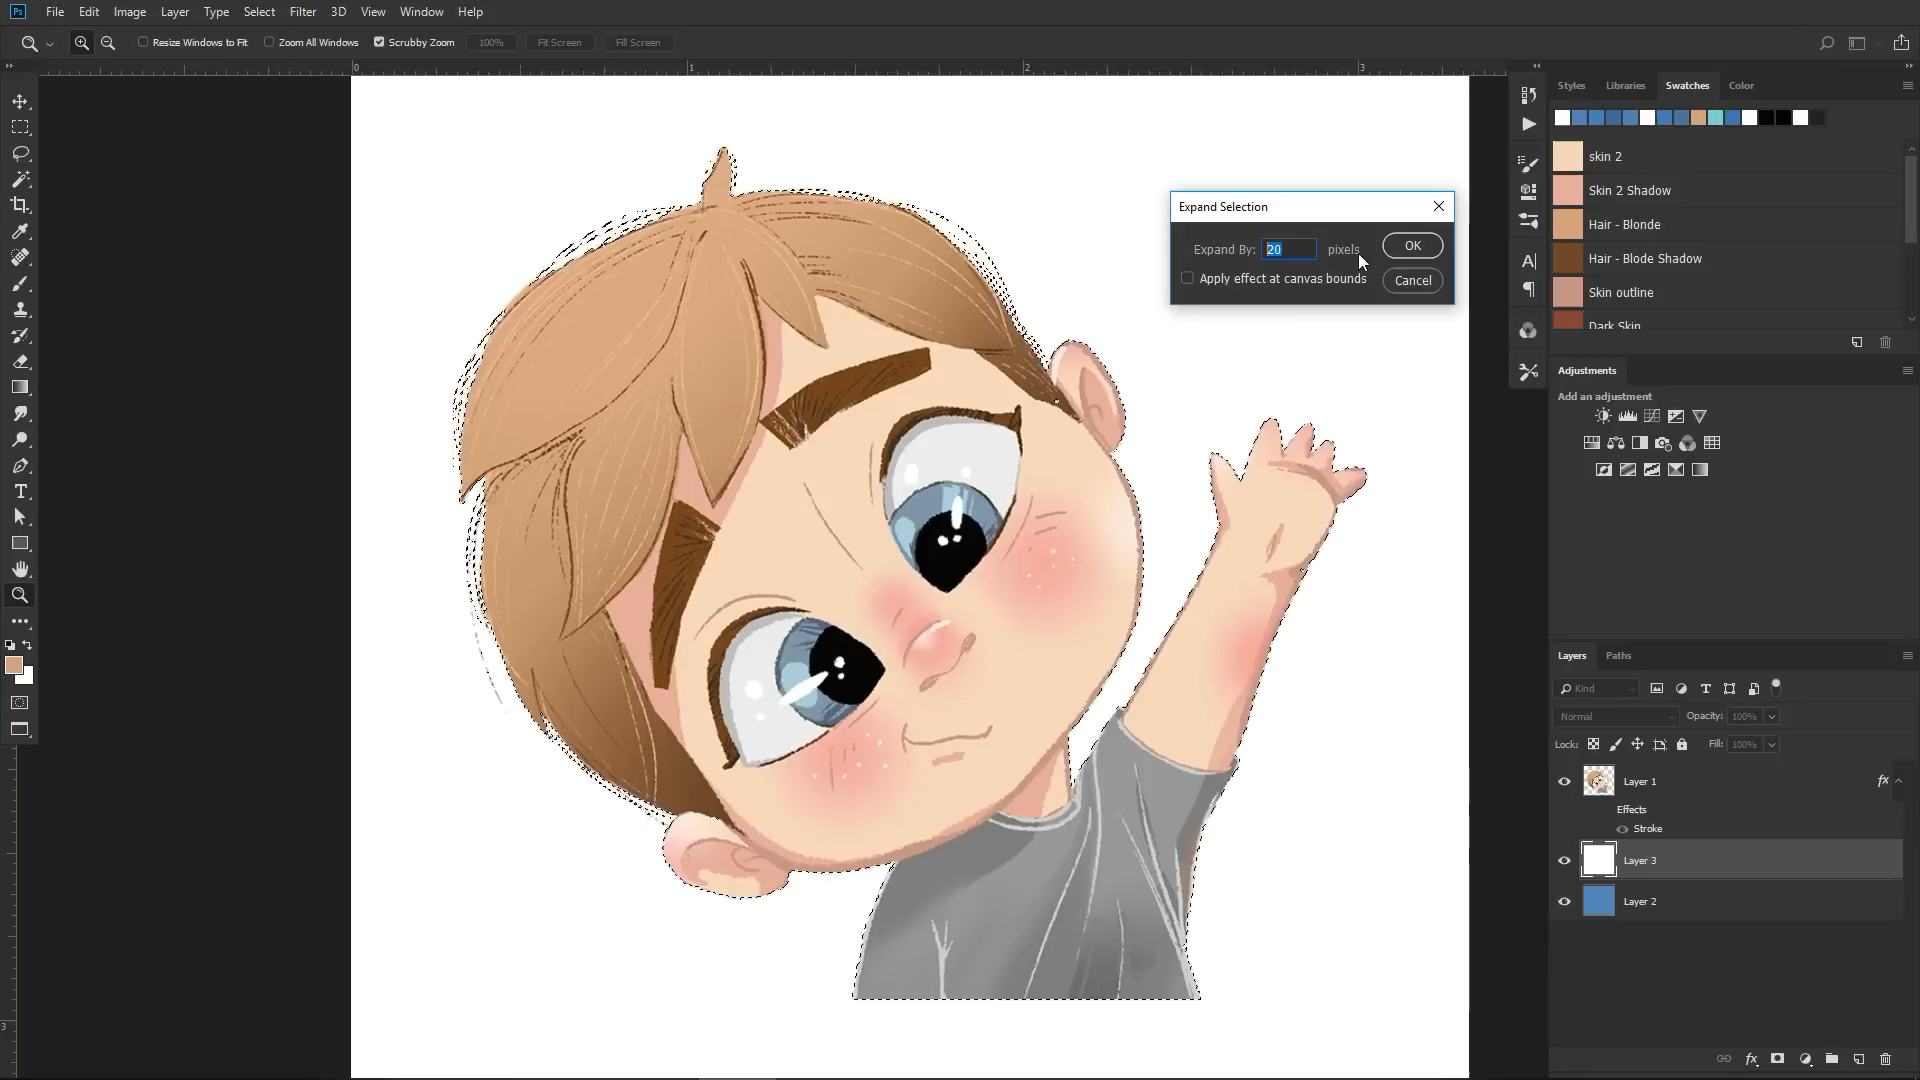 Ps File Edit Image Layer Type Select Filter 3D View Window Help
Resize Windows to Fit Zoom All Windows Scrubby Zoom 100% Fit Screen Fill Screen
0 1 2 3
Styles Libraries Swatches Color
skin 2
Skin 2 Shadow
Hair - Blonde
Hair - Blode Shadow
Skin outline
Dark Skin
Expand Selection
Expand By: 20 pixels OK
Apply effect at canvas bounds Cancel
Adjustments
Add an adjustment
Layers Paths
Kind
Normal Opacity: 100%
Lock: Fill: 100%
Layer 1 fx
Effects
Stroke
Layer 3
Layer 2
3
fx